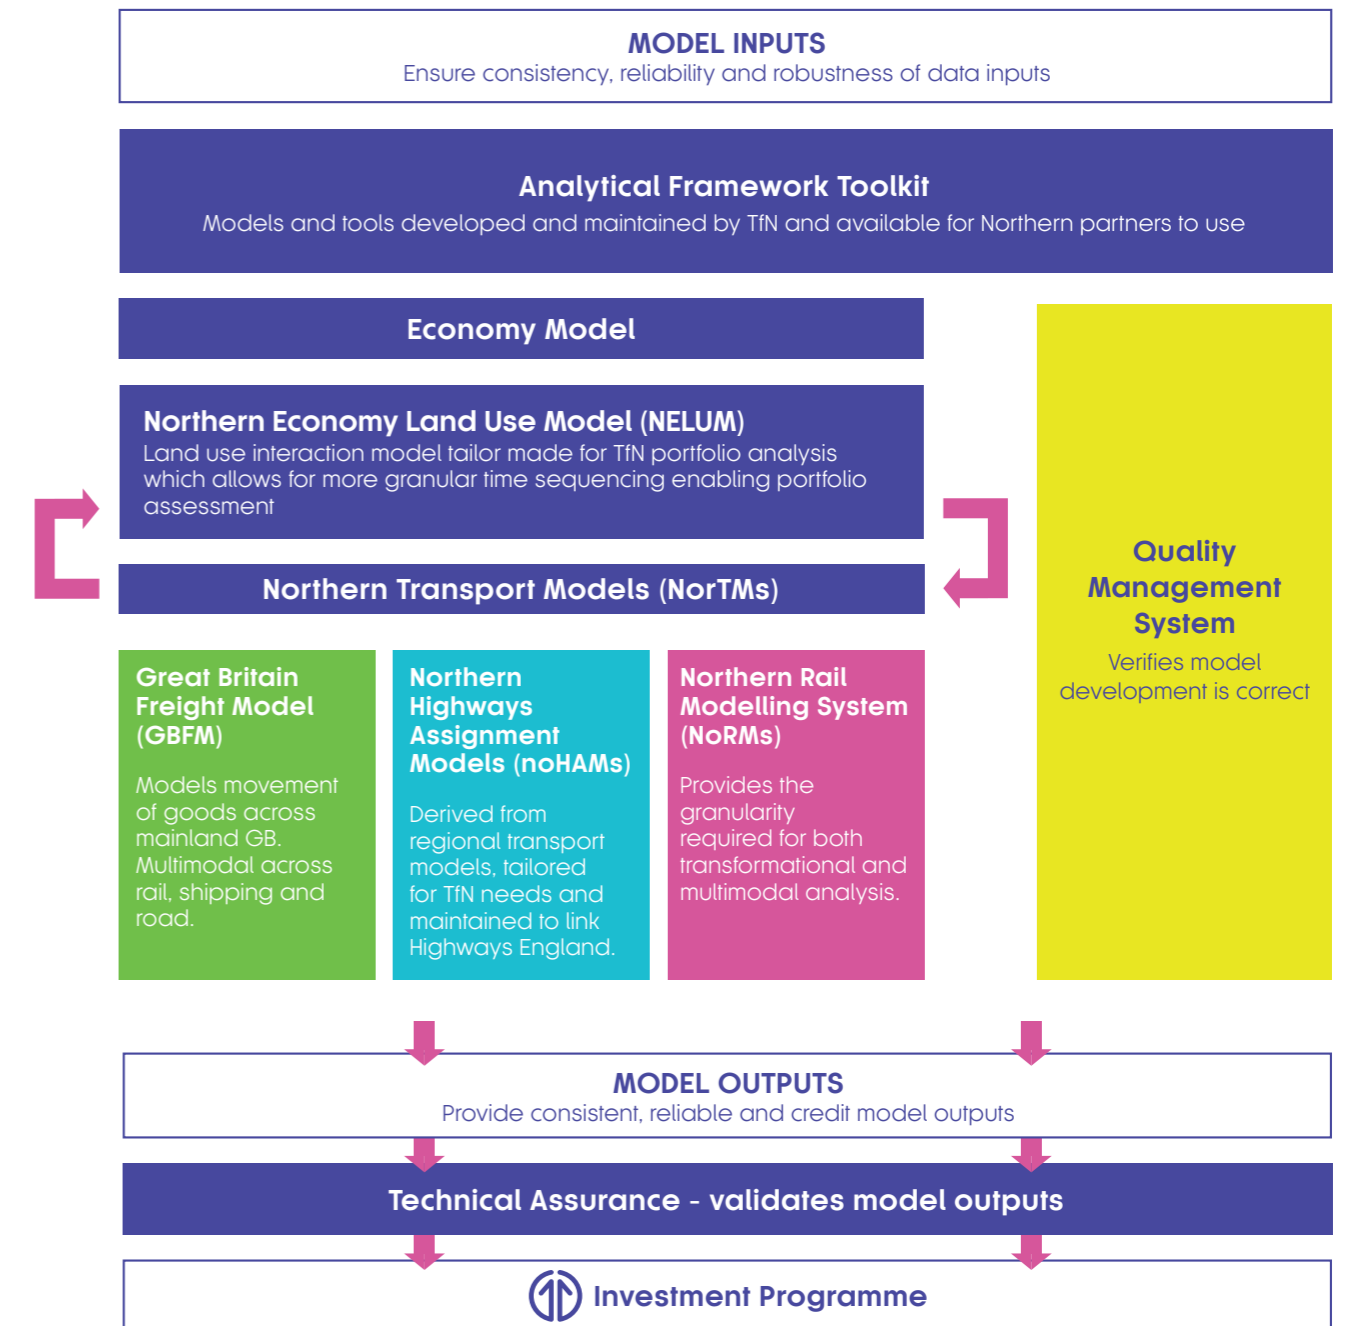 MODEL INPUTS
Ensure consistency, reliability and robustness of data inputs
Analytical Framework Toolkit
Models and tools developed and maintained by TfN and available for Northern partners to use
Economy Model
Northern Economy Land Use Model (NELUM)
Land use interaction model tailor made for TfN portfolio analysis
which allows for more granular time sequencing enabling portfolio
assessment
Northern Transport Models (NorTMs)
Great Britain
Freight Model
(GBFM)
Models movement
of goods across
mainland GB.
Multimodal across
rail, shipping and
road.
Northern
Highways
Assignment
Models (noHAMs)
Derived from
regional transport
models, tailored
for TfN needs and
maintained to link
Highways England.
Northern Rail
Modelling System
(NoRMs)
Provides the
granularity
required for both
transformational and
multimodal analysis.
Quality
Management
System
Verifies model
development is correct
MODEL OUTPUTS
Provide consistent, reliable and credit model outputs
Technical Assurance - validates model outputs
Investment Programme